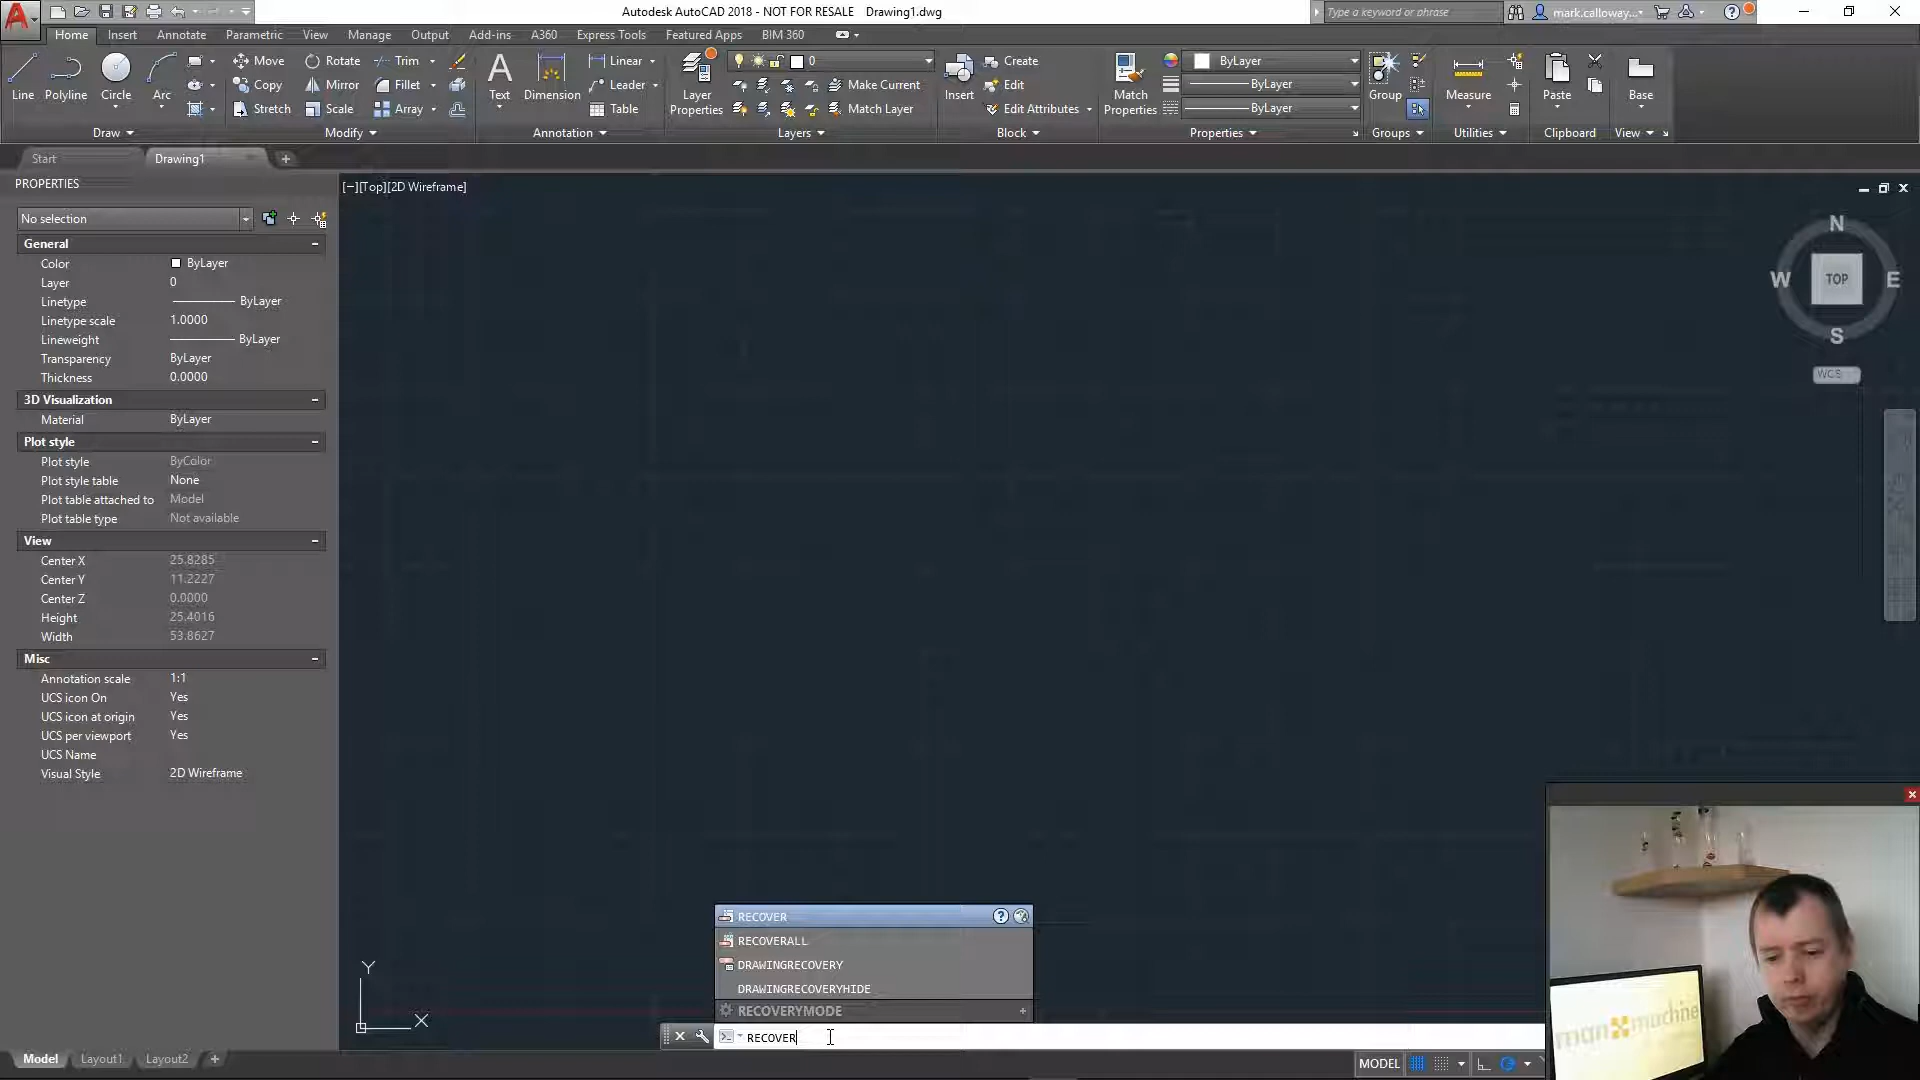 Autodesk AutoCAD 2018 - NOT FOR RESALE Drawing1.dwg
Type a keyword or phrase
mark.calloway...
Home Insert Annotate Parametric View Manage Output Add-ins A360 Express Tools Featured Apps BIM 360
Line
Polyline
Circle
Arc
Draw
Move Rotate Trim
Copy Mirror Fillet
Stretch Scale Array
Modify
Text
Dimension
Linear
Leader
Table
Annotation
Layer
Properties
0
Make Current
Match Layer
Layers
Insert
Create
Edit
Edit Attributes
Block
Match
Properties
ByLayer
ByLayer
ByLayer
Properties
Group
Groups
Measure
Utilities
Paste
Clipboard
Base
View
Start
Drawing1
PROPERTIES
[−][Top][2D Wireframe]
No selection
General
Color ByLayer
Layer 0
Linetype ByLayer
Linetype scale 1.0000
Lineweight ByLayer
Transparency ByLayer
Thickness 0.0000
3D Visualization
Material ByLayer
Plot style
Plot style ByColor
Plot style table None
Plot table attached to Model
Plot table type Not available
View
Center X 25.8285
Center Y 11.2227
Center Z 0.0000
Height 25.4016
Width 53.8627
Misc
Annotation scale 1:1
UCS icon On Yes
UCS icon at origin Yes
UCS per viewport Yes
UCS Name
Visual Style 2D Wireframe
N
W TOP E
S
WCS
Y
X
RECOVER
RECOVERALL
DRAWINGRECOVERY
DRAWINGRECOVERYHIDE
RECOVERYMODE +
RECOVER
Model Layout1 Layout2 +
MODEL
man machine